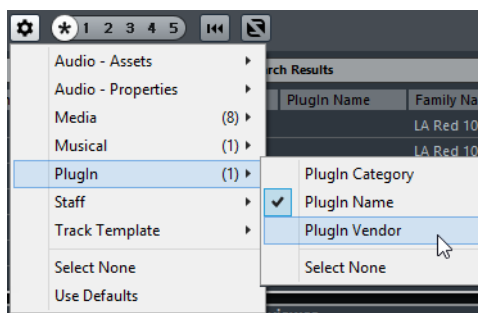 1 2 3 4 5
Audio - Assets
rch Results
Audio - Properties
PlugIn Name Family Na
Media (8)
LA Red 10
Musical (1)
LA Red 10
PlugIn (1)
PlugIn Category
Staff
PlugIn Name
Track Template
PlugIn Vendor
Select None
Select None
Use Defaults